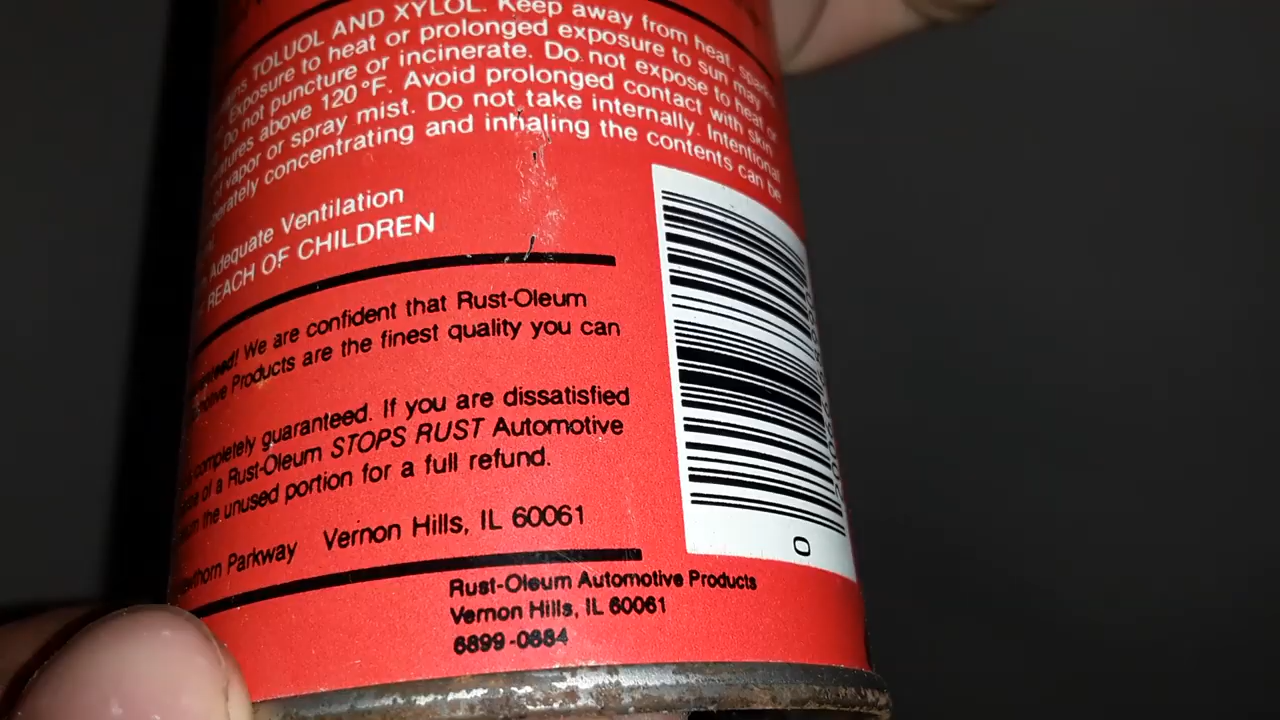 TOLUOL AND XYLOL. Keep away from heat, sparks
Exposure to heat or prolonged exposure to sun may
Do not puncture or incinerate. Do not expose to heat or
above 120°F. Avoid prolonged contact with skin
of vapor or spray mist. Do not take internally. Intentional
concentrating and inhaling the contents can be
Adequate Ventilation
REACH OF CHILDREN
We are confident that Rust-Oleum
Products are the finest quality you can
completely guaranteed. If you are dissatisfied
of a Rust-Oleum STOPS RUST Automotive
the unused portion for a full refund.
Parkway Vernon Hills, IL 60061
Rust-Oleum Automotive Products
Vernon Hills, IL 60061
6899-0884
0